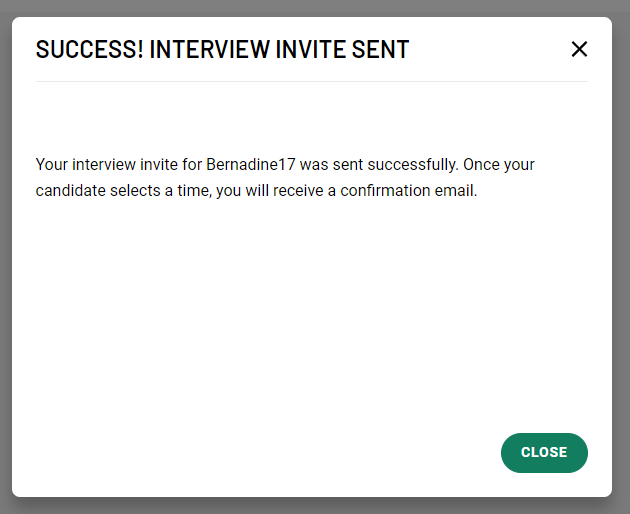 SUCCESS! INTERVIEW INVITE SENT
Your interview invite for Bernadine17 was sent successfully. Once your
candidate selects a time, you will receive a confirmation email.
CLOSE